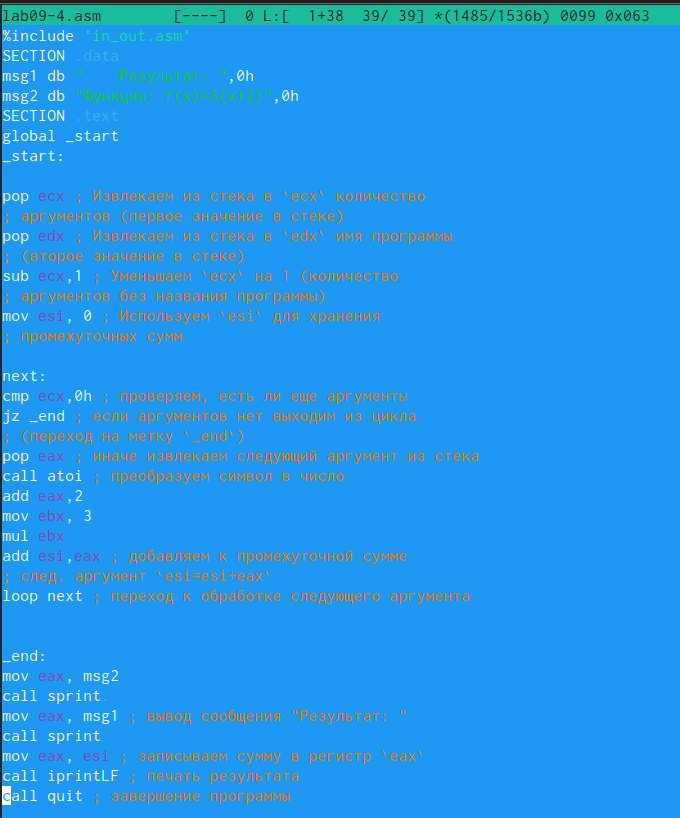 lab09-4.asm [----] 0 L:[ 1+38 39/ 39] *(1485/1536b) 0099 0x063
%include 'in_out.asm'
SECTION .data
msg1 db "    Результат: ",0h
msg2 db "Функция: f(x)=3(x+2)",0h
SECTION .text
global _start
_start:
pop ecx ; Извлекаем из стека в `ecx` количество
; аргументов (первое значение в стеке)
pop edx ; Извлекаем из стека в `edx` имя программы
; (второе значение в стеке)
sub ecx,1 ; Уменьшаем `ecx` на 1 (количество
; аргументов без названия программы)
mov esi, 0 ; Используем `esi` для хранения
; промежуточных сумм
next:
cmp ecx,0h ; проверяем, есть ли еще аргументы
jz _end ; если аргументов нет выходим из цикла
; (переход на метку `_end`)
pop eax ; иначе извлекаем следующий аргумент из стека
call atoi ; преобразуем символ в число
add eax,2
mov ebx, 3
mul ebx
add esi,eax ; добавляем к промежуточной сумме
; след. аргумент `esi=esi+eax`
loop next ; переход к обработке следующего аргумента
_end:
mov eax, msg2
call sprint
mov eax, msg1 ; вывод сообщения "Результат: "
call sprint
mov eax, esi ; записываем сумму в регистр `eax`
call iprintLF ; печать результата
call quit ; завершение программы